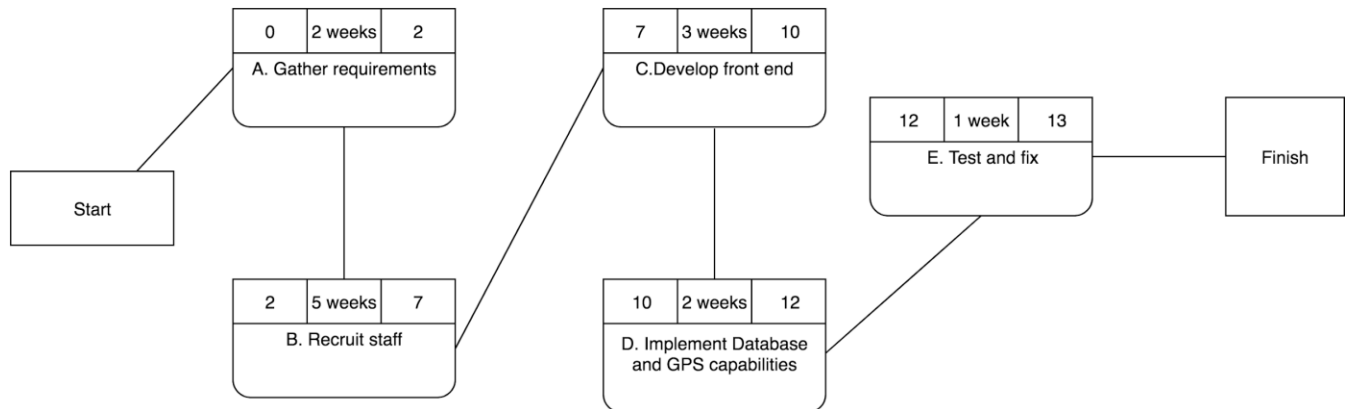 Start
0 2 weeks 2
A. Gather requirements
2 5 weeks 7
B. Recruit staff
7 3 weeks 10
C.Develop front end
10 2 weeks 12
D. Implement Database
and GPS capabilities
12 1 week 13
E. Test and fix
Finish